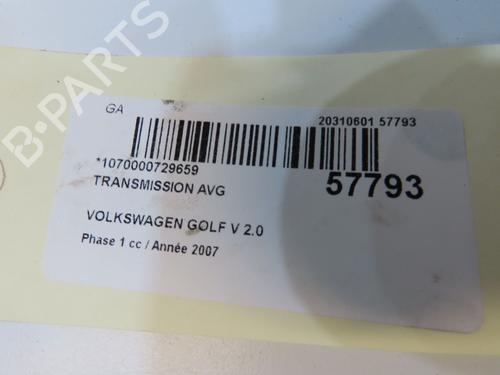 B-PARTS
GA
20310601 57793
*1070000729659
TRANSMISSION AVG
57793
VOLKSWAGEN GOLF V 2.0
Phase 1 cc / Année 2007